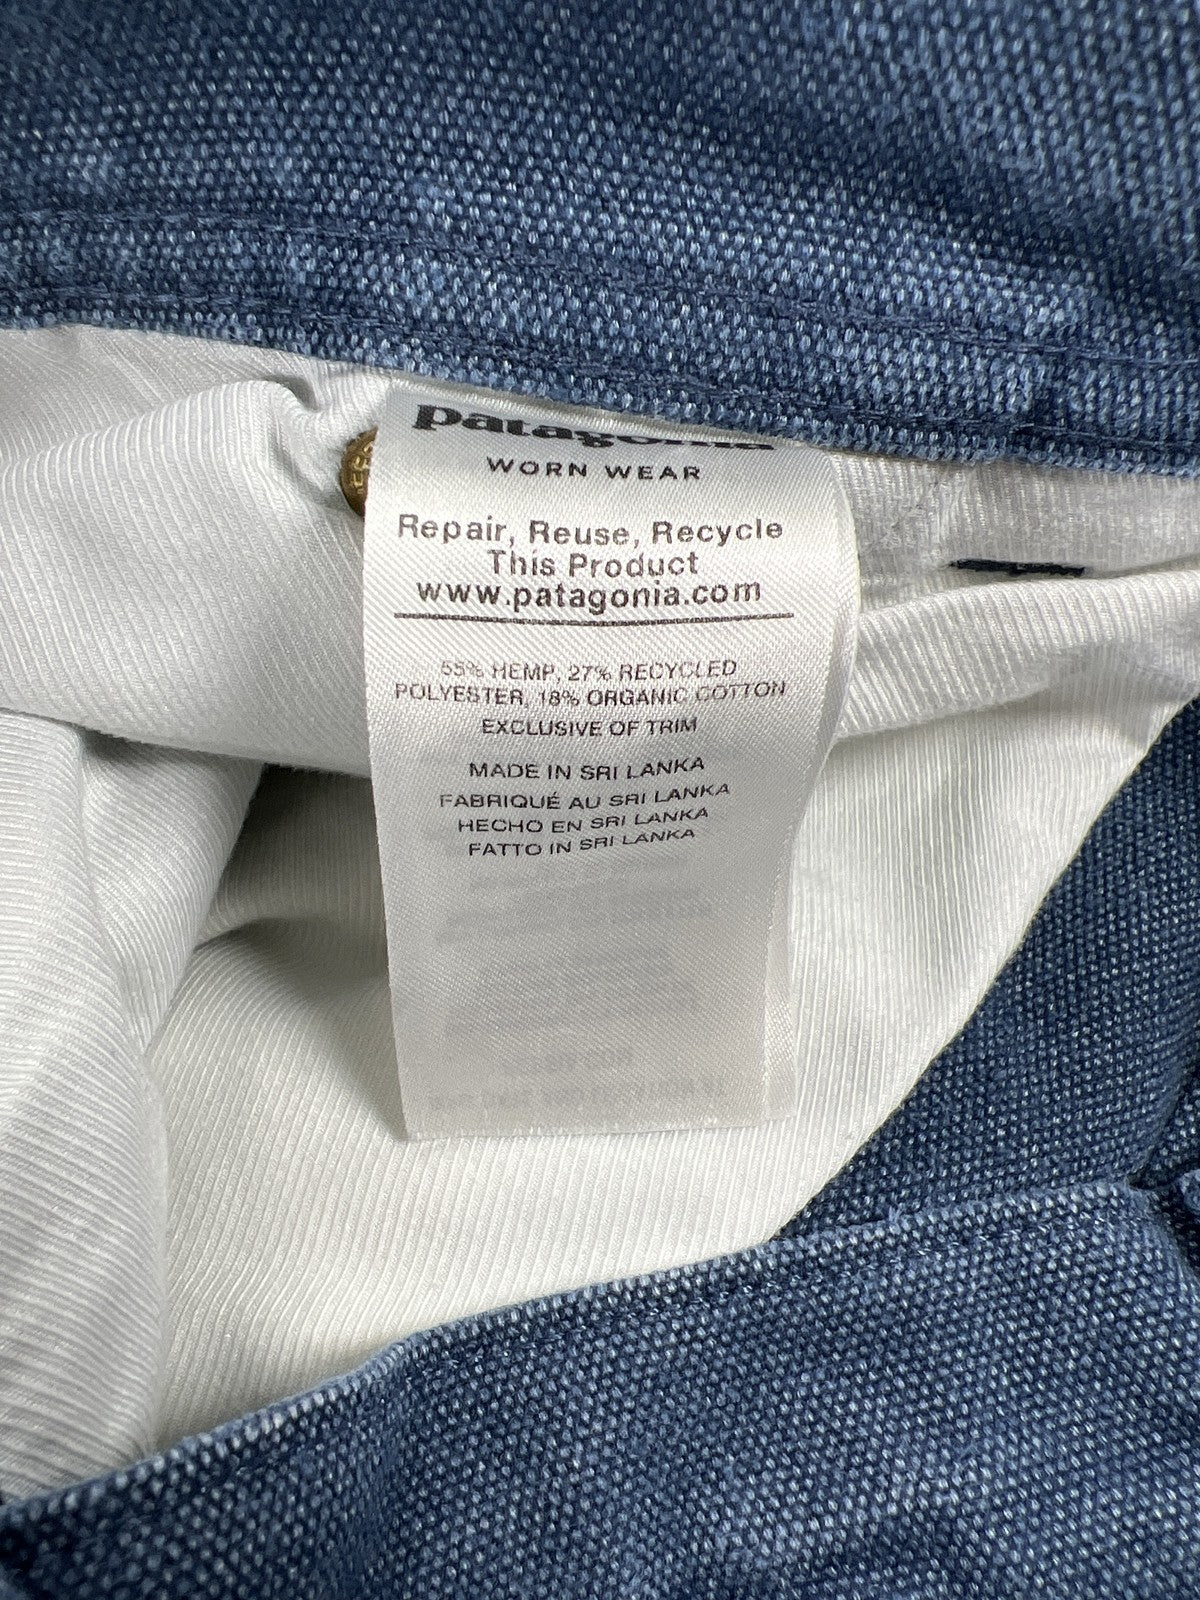 patagonia
WORN WEAR
Repair, Reuse, Recycle
This Product
www.patagonia.com
55% HEMP, 27% RECYCLED
POLYESTER, 18% ORGANIC COTTON
EXCLUSIVE OF TRIM
MADE IN SRI LANKA
FABRIQUÉ AU SRI LANKA
HECHO EN SRI LANKA
FATTO IN SRI LANKA